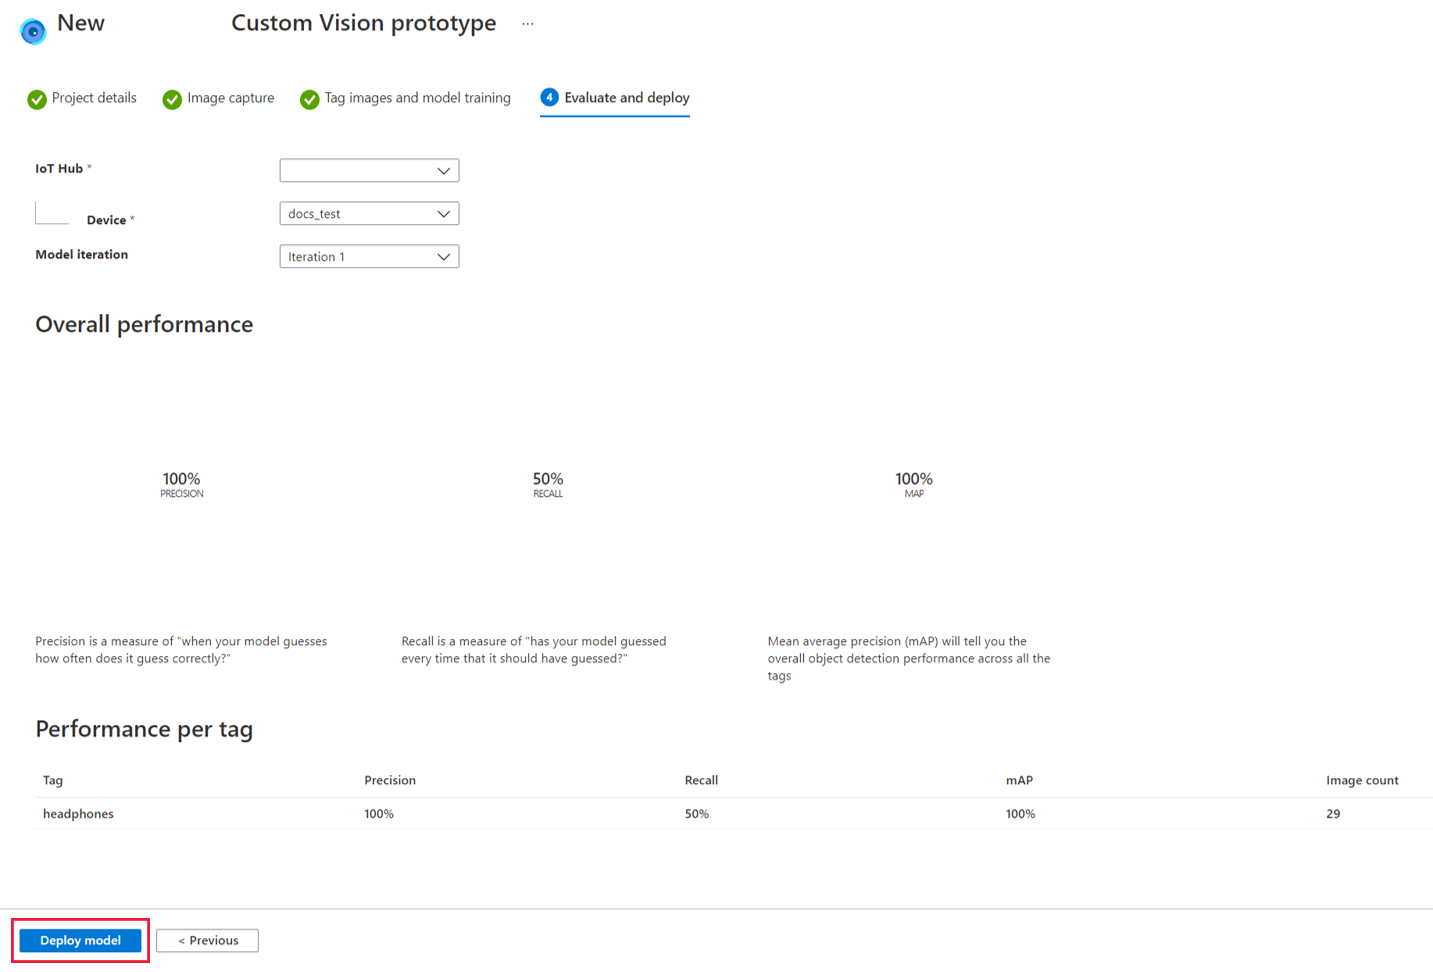 New Custom Vision prototype ...
Project details Image capture Tag images and model training 4 Evaluate and deploy
IoT Hub *
Device * docs_test
Model iteration Iteration 1
Overall performance
100% 50% 100%
PRECISION RECALL MAP
Precision is a measure of "when your model guesses
how often does it guess correctly?"
Recall is a measure of "has your model guessed
every time that it should have guessed?"
Mean average precision (mAP) will tell you the
overall object detection performance across all the
tags
Performance per tag
Tag Precision Recall mAP Image count
headphones 100% 50% 100% 29
Deploy model < Previous